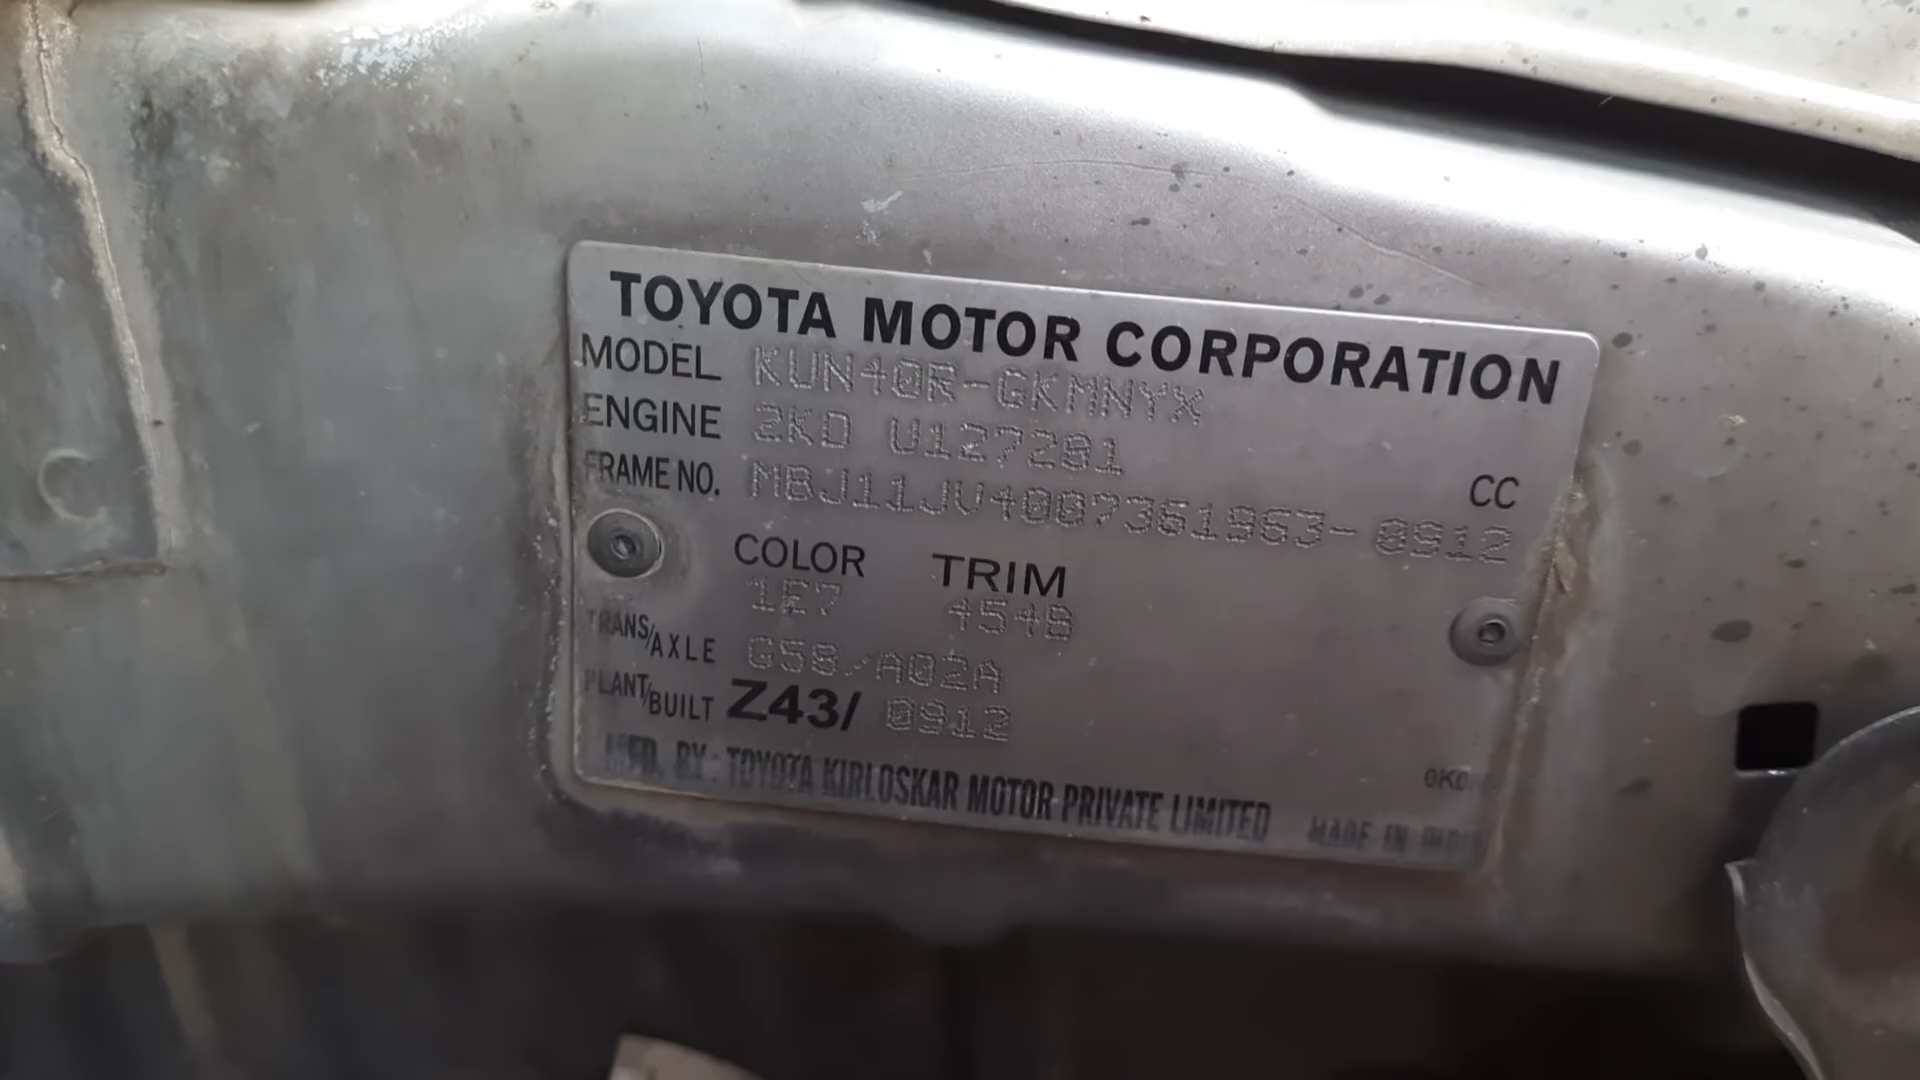 TOYOTA MOTOR CORPORATION
MODEL KUN40R-GKMNYX
ENGINE 2KD U127281 CC
FRAME NO. MBJ11JV4007361963-0912
COLOR TRIM
1E7 454B
TRANS/AXLE G58/A02A
PLANT/BUILT Z43/ 0912
MFD. BY: TOYOTA KIRLOSKAR MOTOR PRIVATE LIMITED MADE IN INDIA